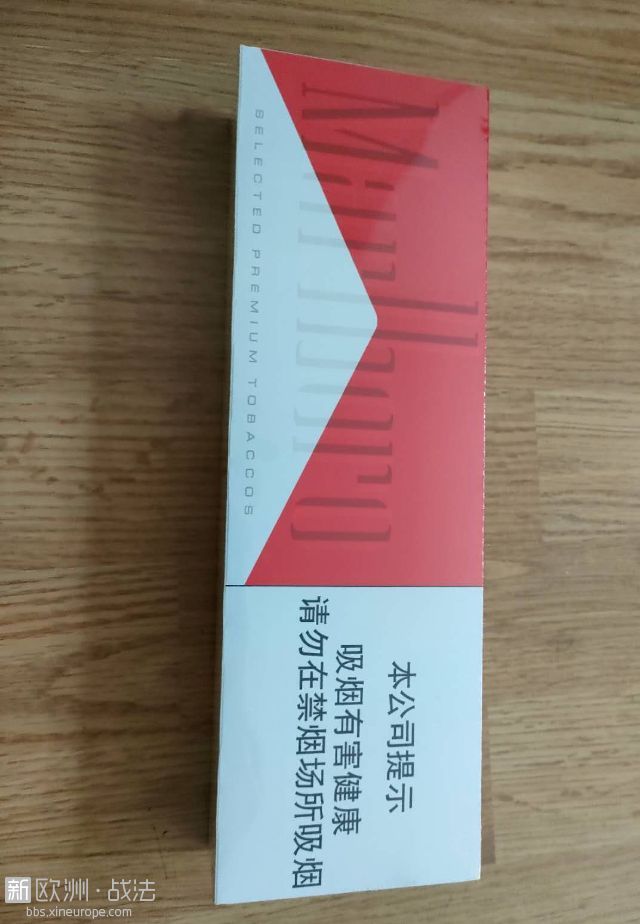 Marlboro
SELECTED PREMIUM TOBACCOS
本公司提示
吸烟有害健康
请勿在禁烟场所吸烟
新欧洲·战法
bbs.xineurope.com